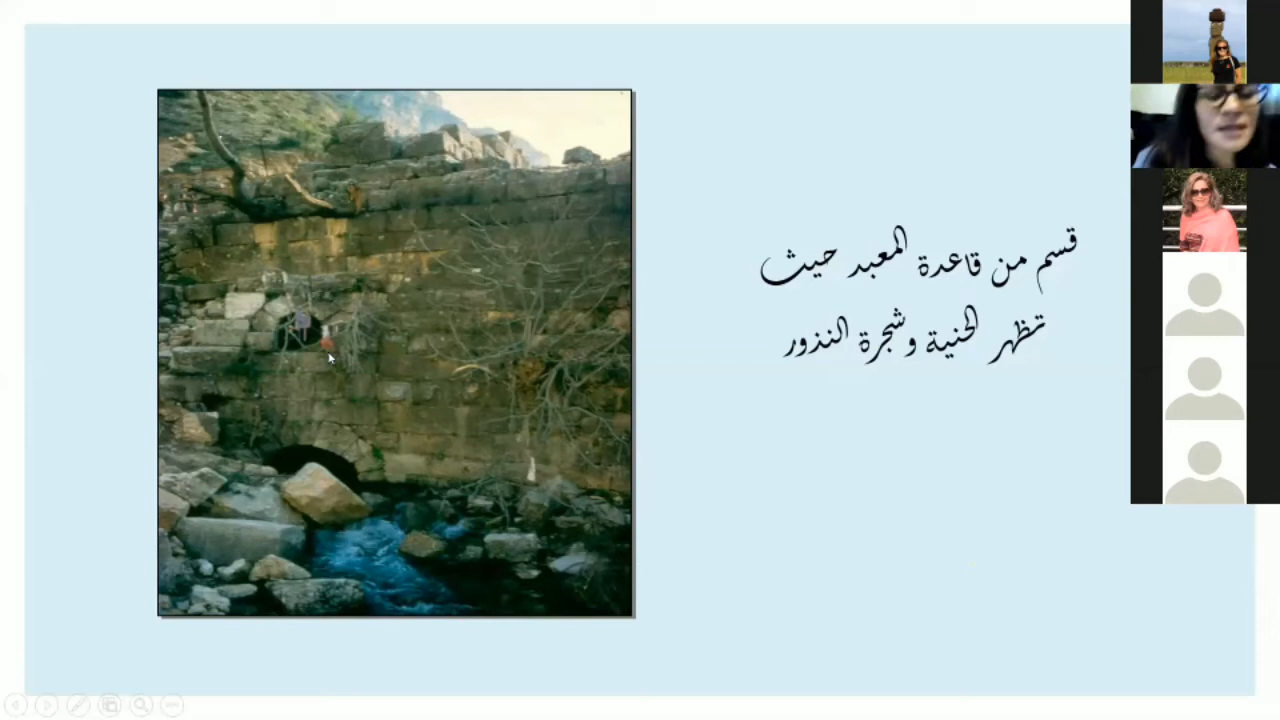 قسم من قاعدة المعبد حيث
تظهر الحنية وشجرة النذور